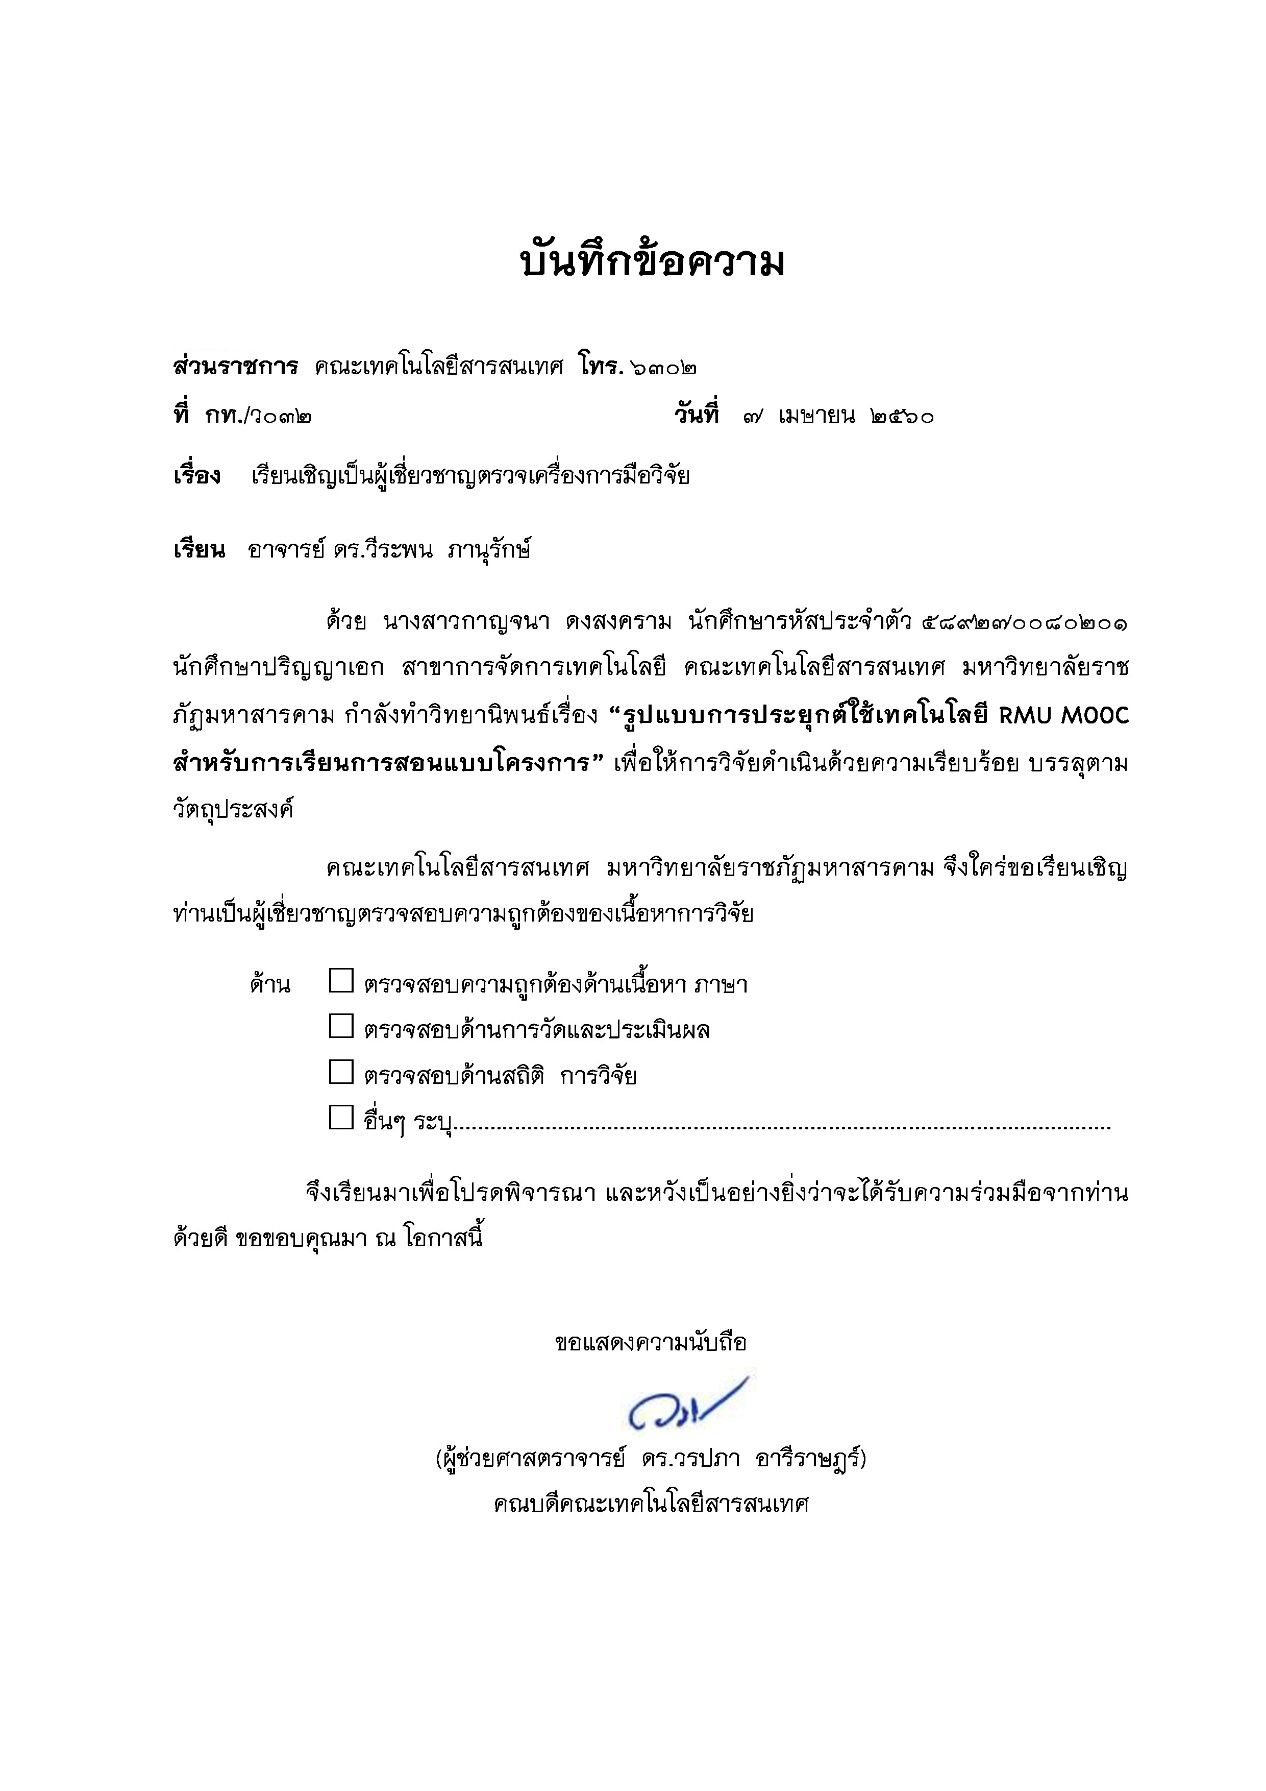 บันทึกข้อความ
ส่วนราชการ คณะเทคโนโลยีสารสนเทศ โทร. ๖๓๐๒
ที่ กท./ว๐๓๒ วันที่ ๗ เมษายน ๒๕๖๐
เรื่อง เรียนเชิญเป็นผู้เชี่ยวชาญตรวจเครื่องการมือวิจัย
เรียน อาจารย์ ดร.วีระพน ภานุรักษ์
ด้วย นางสาวกาญจนา ดงสงคราม นักศึกษารหัสประจำตัว ๕๘๙๒๗๐๐๘๐๒๐๑
นักศึกษาปริญญาเอก สาขาการจัดการเทคโนโลยี คณะเทคโนโลยีสารสนเทศ มหาวิทยาลัยราช
ภัฏมหาสารคาม กำลังทำวิทยานิพนธ์เรื่อง “รูปแบบการประยุกต์ใช้เทคโนโลยี RMU MOOC
สำหรับการเรียนการสอนแบบโครงการ” เพื่อให้การวิจัยดำเนินด้วยความเรียบร้อย บรรลุตาม
วัตถุประสงค์
คณะเทคโนโลยีสารสนเทศ มหาวิทยาลัยราชภัฏมหาสารคาม จึงใคร่ขอเรียนเชิญ
ท่านเป็นผู้เชี่ยวชาญตรวจสอบความถูกต้องของเนื้อหาการวิจัย
ด้าน ☐ ตรวจสอบความถูกต้องด้านเนื้อหา ภาษา
☐ ตรวจสอบด้านการวัดและประเมินผล
☐ ตรวจสอบด้านสถิติ การวิจัย
☐ อื่นๆ ระบุ............................................................................................................
จึงเรียนมาเพื่อโปรดพิจารณา และหวังเป็นอย่างยิ่งว่าจะได้รับความร่วมมือจากท่าน
ด้วยดี ขอขอบคุณมา ณ โอกาสนี้
ขอแสดงความนับถือ
(ผู้ช่วยศาสตราจารย์ ดร.วรปภา อารีราษฎร์)
คณบดีคณะเทคโนโลยีสารสนเทศ